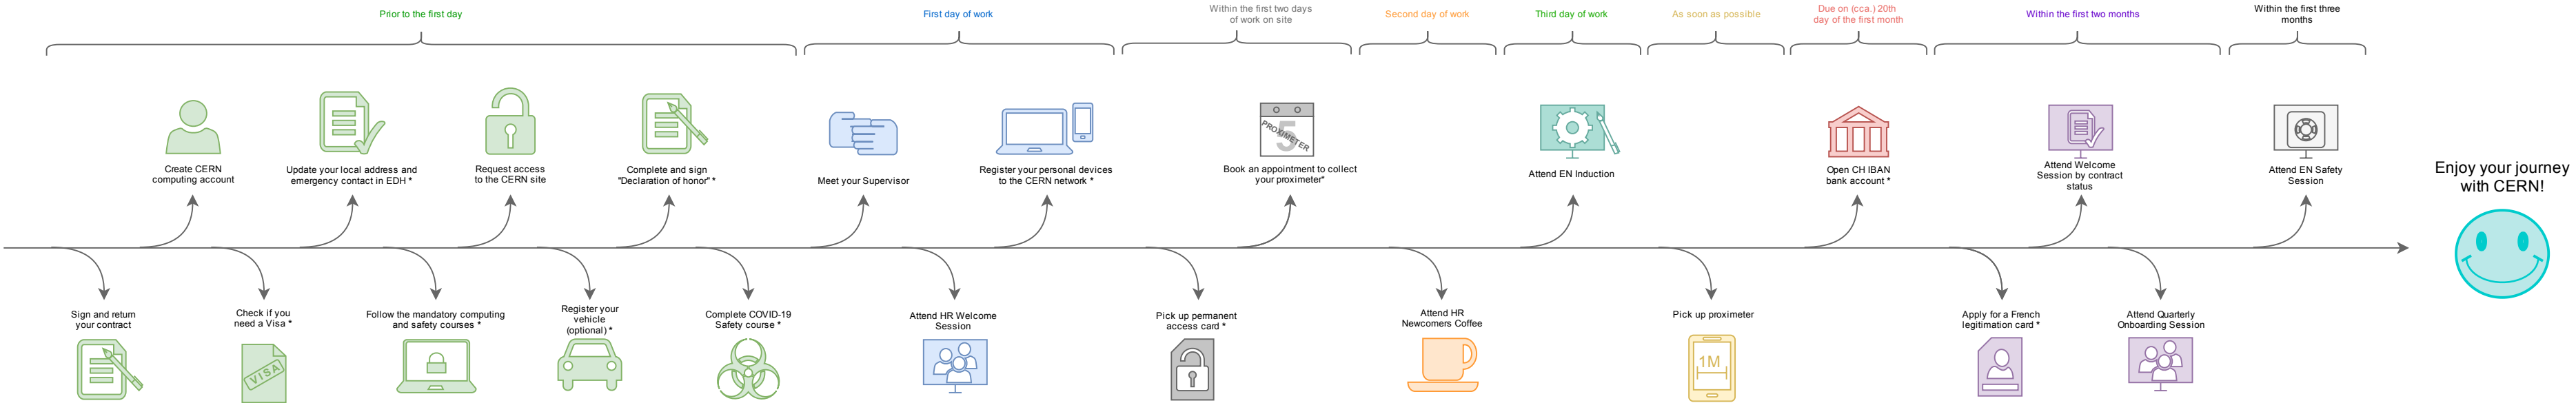 Prior to the first day
First day of work
Within the first two days
of work on site
Second day of work
Third day of work
As soon as possible
Due on (cca.) 20th
day of the first month
Within the first two months
Within the first three
months
Create CERN
computing account
Update your local address and
emergency contact in EDH *
Request access
to the CERN site
Complete and sign
"Declaration of honor" *
Meet your Supervisor
Register your personal devices
to the CERN network *
5
PROXIMETER
Book an appointment to collect
your proximeter*
Attend EN Induction
Open CH IBAN
bank account *
Attend Welcome
Session by contract
status
Attend EN Safety
Session
Enjoy your journey
with CERN!
Sign and return
your contract
Check if you
need a Visa *
VISA
Follow the mandatory computing
and safety courses *
Register your
vehicle
(optional) *
Complete COVID-19
Safety course *
Attend HR Welcome
Session
Pick up permanent
access card *
Attend HR
Newcomers Coffee
Pick up proximeter
1M
Apply for a French
legitimation card *
Attend Quarterly
Onboarding Session